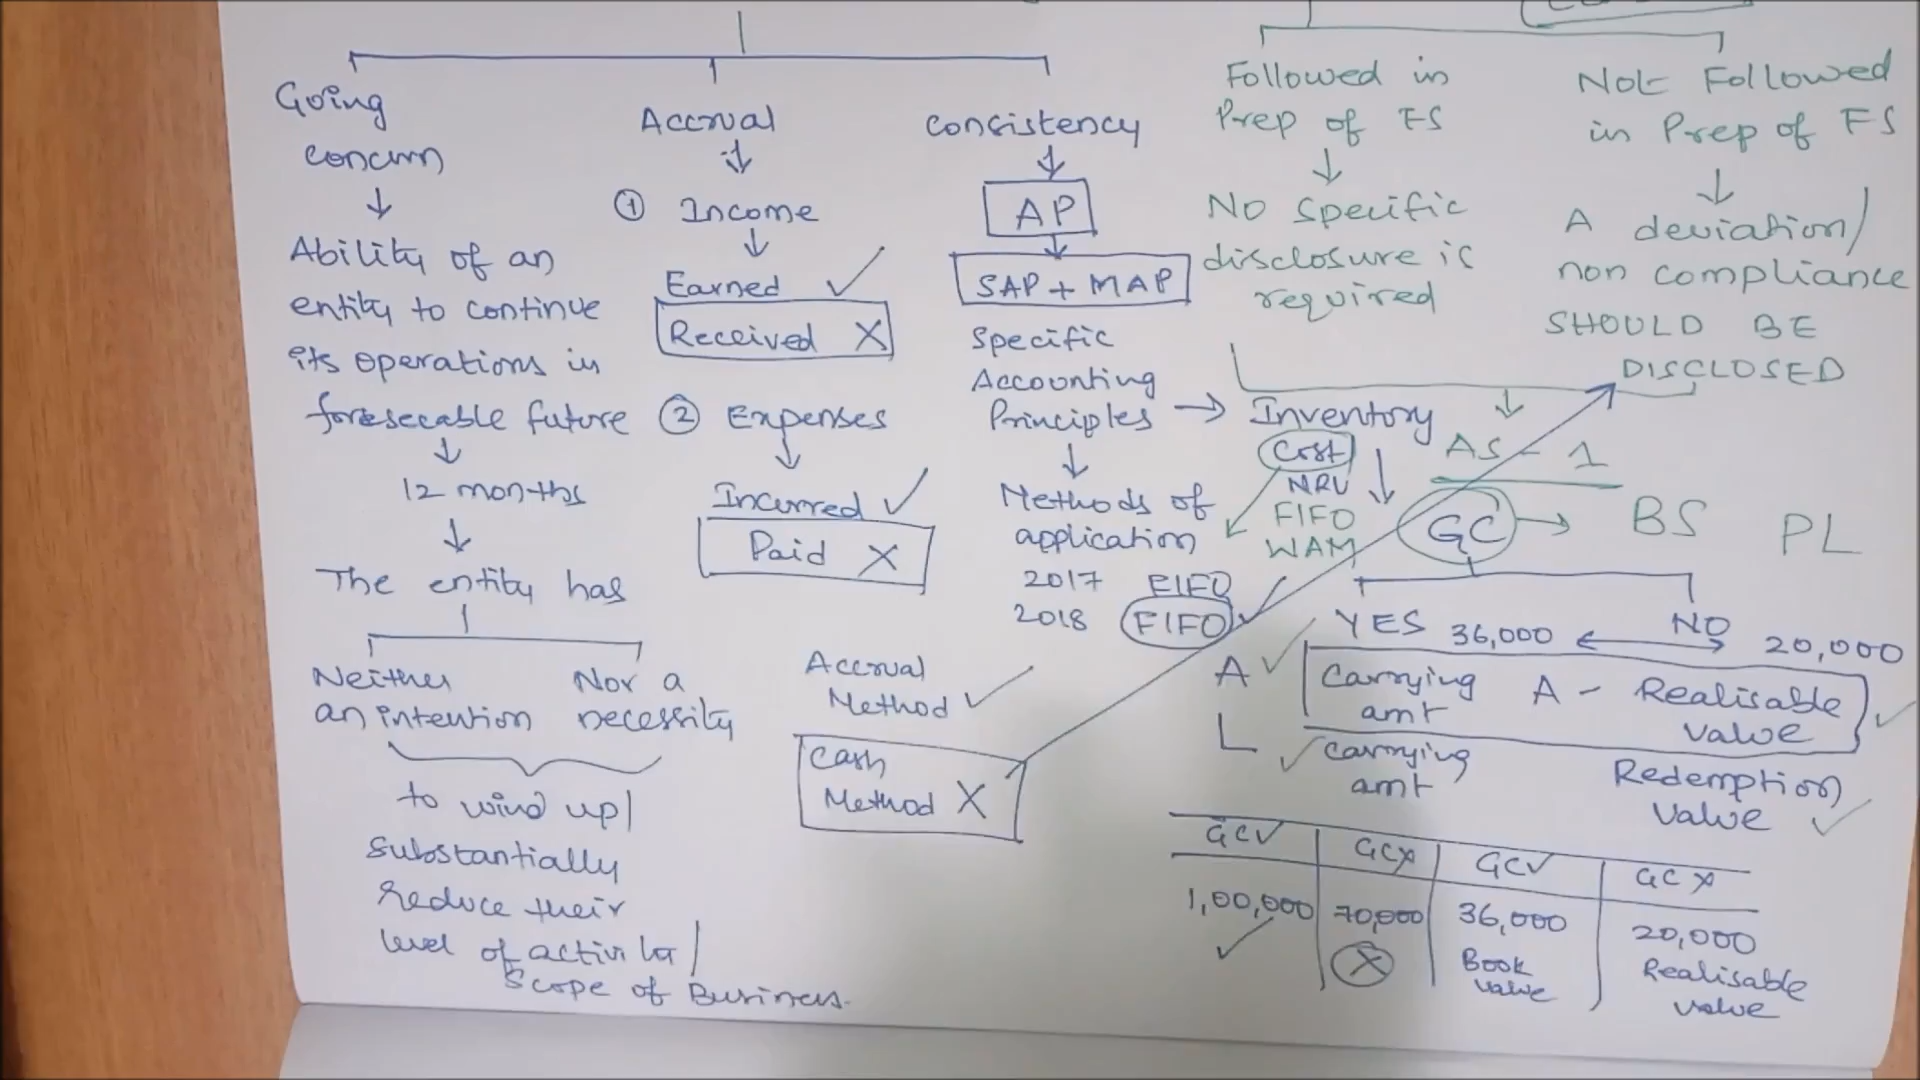 Going
concurn
Ability of an
entity to continue
its operations in
foreseecable future
12 months
The entity has
Neither
an intention
Nor a
necessity
to wind up/
Substantially
reduce their
level of activiter/
Scope of Business.
Accrual
① Income
Earned ✓
Received X
② Expenses
Incurred ✓
Paid X
Accrual
Method ✓
Cash
Method X
Consistency
AP
SAP + MAP
Specific
Accounting
Principles → Inventory
Cost
NRV
FIFO
WAM
Methods of
application
2017 FIFO
2018 FIFO ✓
Followed in
Prep of FS
No Specific
disclosure is
required
Not Followed
in Prep of FS
A deviation/
non compliance
SHOULD BE
DISCLOSED
AS - 1
GC → BS PL
YES 36,000 NO 20,000
A ✓ Carrying amt A - Realisable value ✓
L ✓ Carrying amt Redemption value ✓
GC✓ GCX GC✓ GCX
1,00,000 70,000 36,000 20,000
✓ X Book value Realisable value